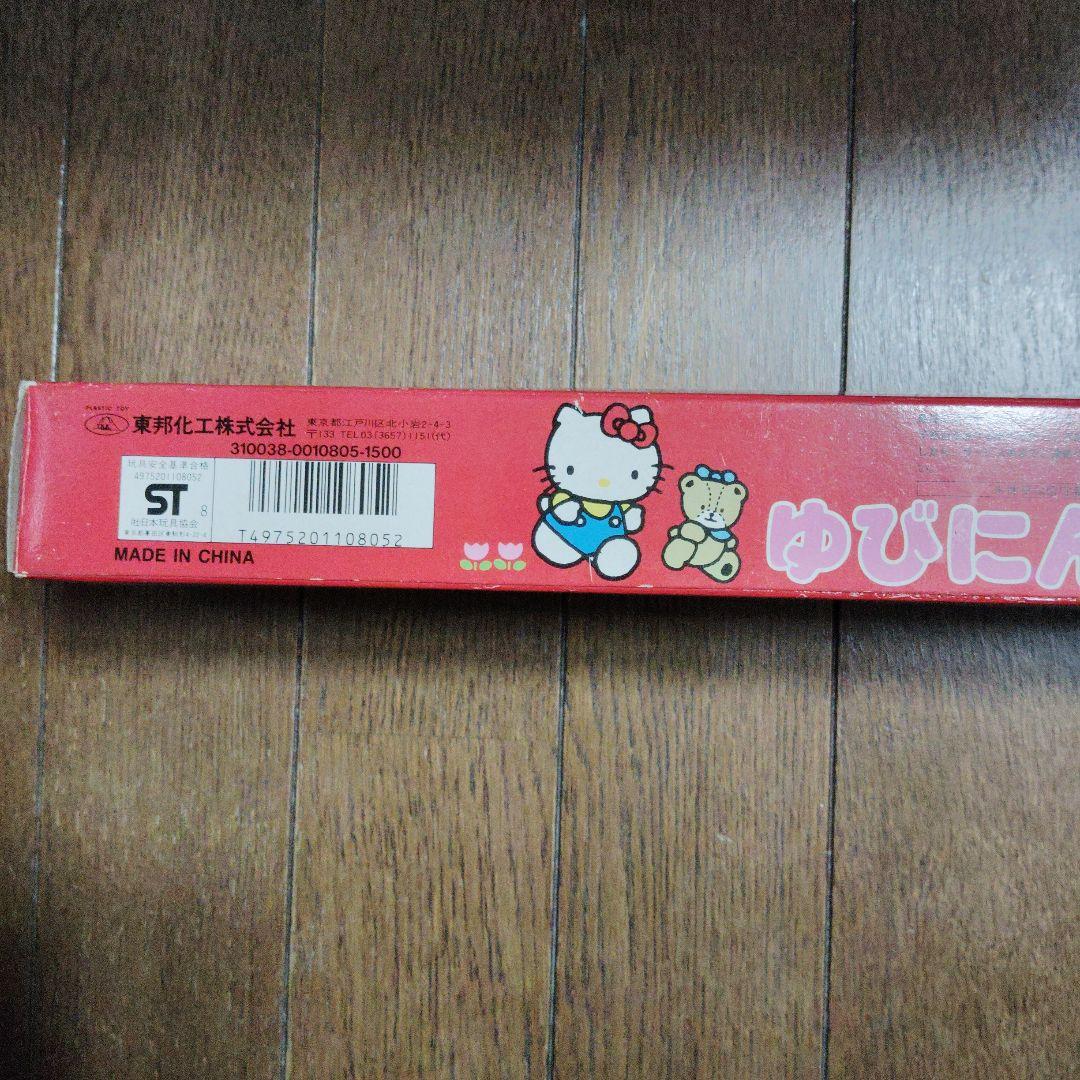 PLASTIC TOY
東邦化工株式会社
東京都江戸川区北小岩2-4-3
〒133 TEL03(3657)1151(代)
310038-0010805-1500
玩具安全基準合格
4975201108052
ST 8
社日本玩具協会
T4975201108052
MADE IN CHINA
ゆびにん